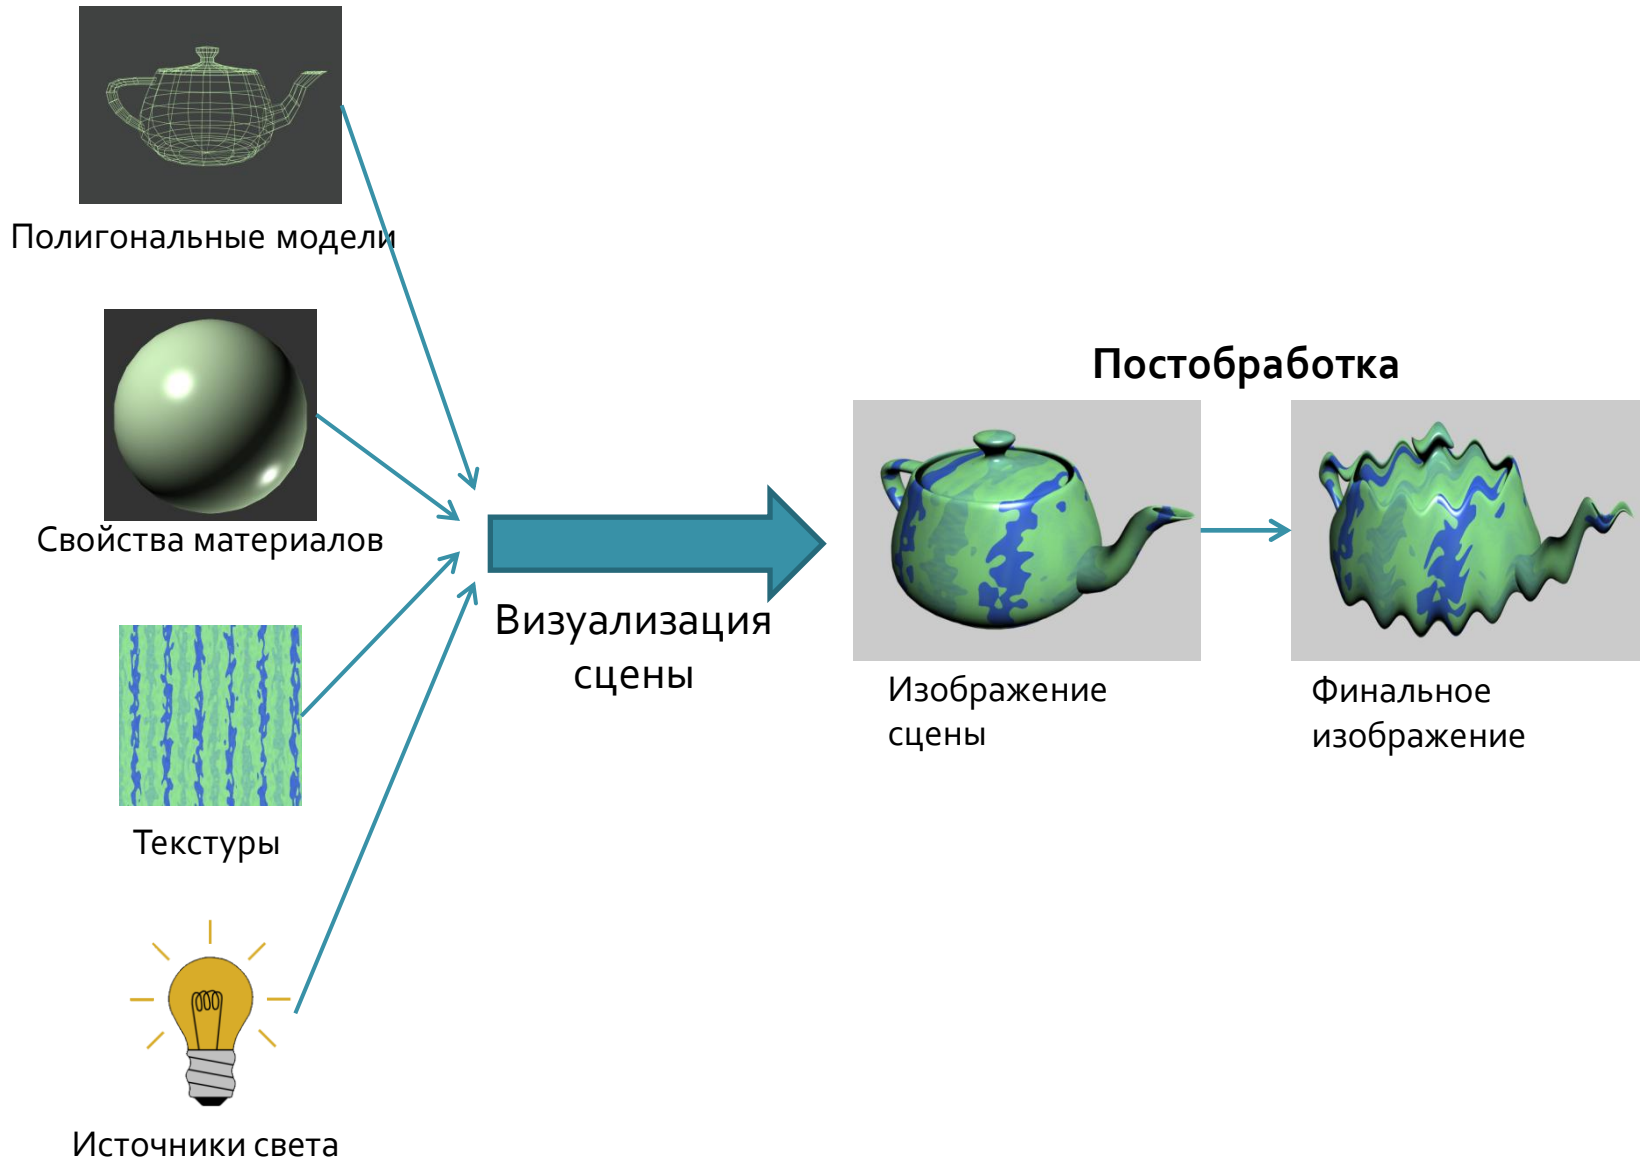 Полигональные модели
Свойства материалов
Текстуры
Источники света
Визуализация
сцены
Постобработка
Изображение
сцены
Финальное
изображение